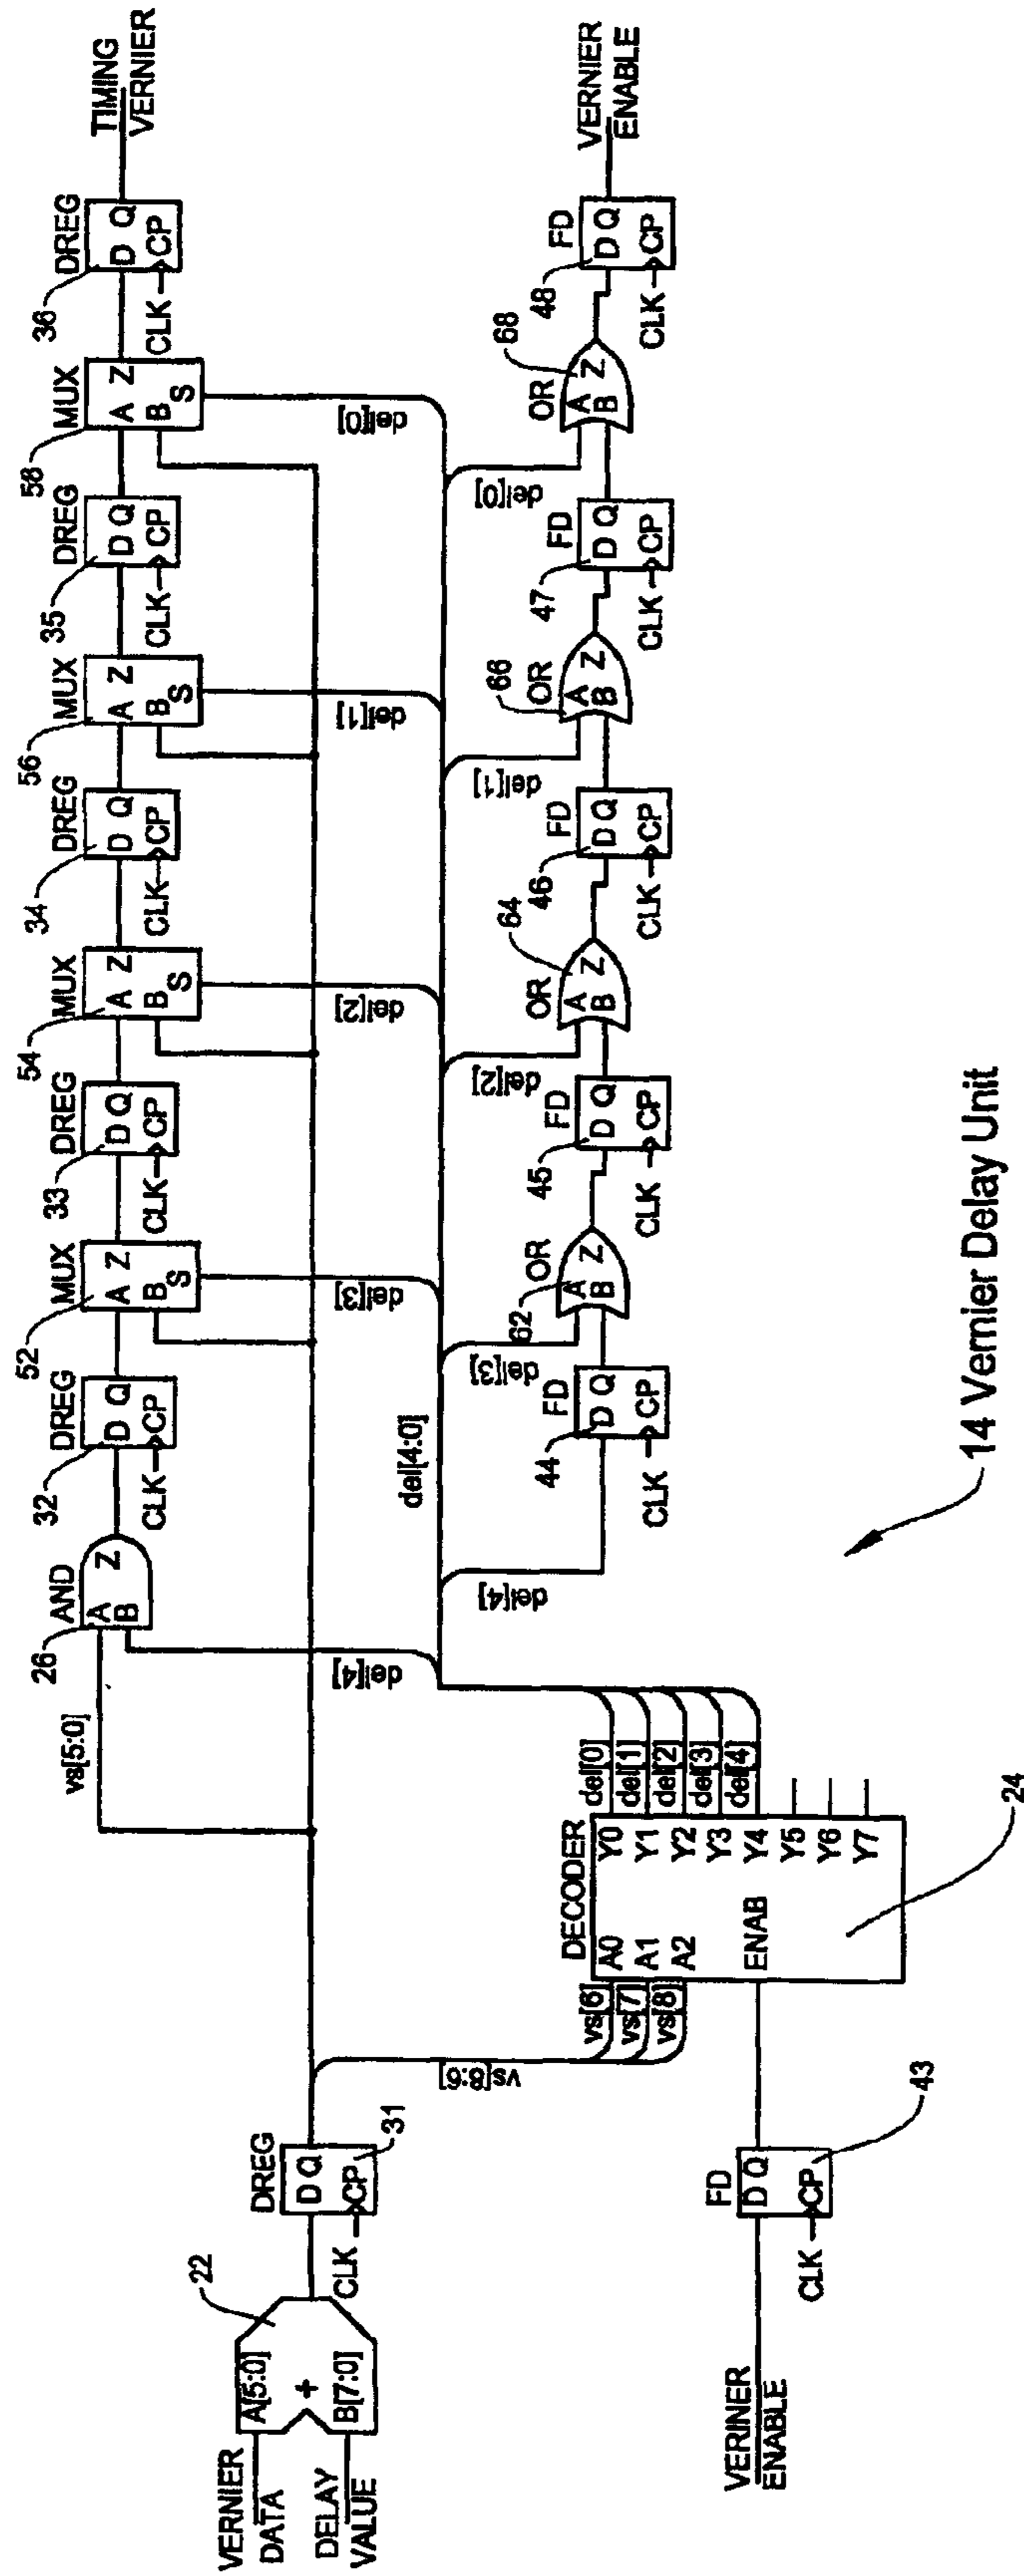 VERNIER
DATA
DELAY
VALUE
A[5:0]
+
B[7:0]
22
DREG
D Q
CP
CLK
31
vs[8:6]
vs[5:0]
26
AND
A
B
Z
del[4]
32
DREG
D Q
CP
CLK
52
MUX
A Z
B
S
del[3]
33
DREG
D Q
CP
CLK
54
MUX
A Z
B
S
del[2]
34
DREG
D Q
CP
CLK
56
MUX
A Z
B
S
del[1]
35
DREG
D Q
CP
CLK
58
MUX
A Z
B
S
del[0]
36
DREG
D Q
CP
CLK
TIMING
VERNIER
VERINER
ENABLE
FD
D Q
CP
CLK
43
DECODER
vs[6]
vs[7]
vs[8]
A0
A1
A2
ENAB
Y0
Y1
Y2
Y3
Y4
Y5
Y6
Y7
del[0]
del[1]
del[2]
del[3]
del[4]
24
del[4:0]
del[4]
44
FD
D Q
CP
CLK
del[3]
62
OR
A
B
Z
45
FD
D Q
CP
CLK
del[2]
64
OR
A
B
Z
46
FD
D Q
CP
CLK
del[1]
66
OR
A
B
Z
47
FD
D Q
CP
CLK
del[0]
68
OR
A
B
Z
48
FD
D Q
CP
CLK
VERNIER
ENABLE
14 Vernier Delay Unit